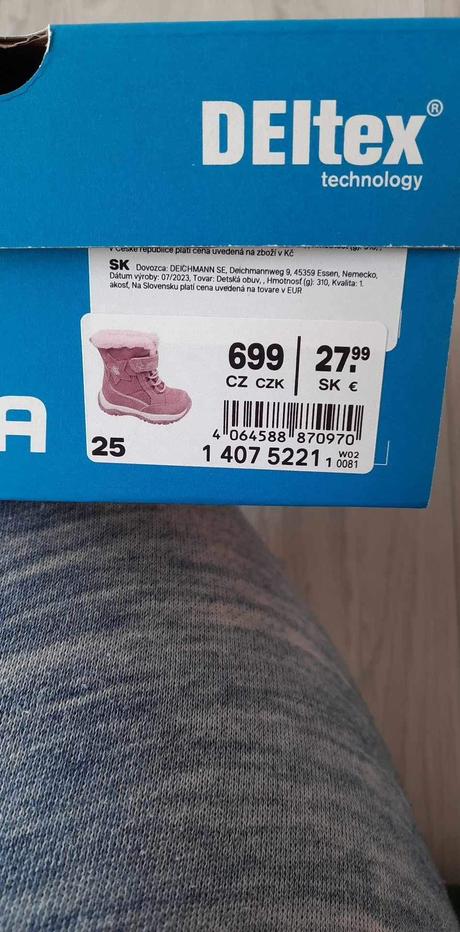 DEItex®
technology
v České republice platí cena uvedená na zboží v Kč
SK Dovozca: DEICHMANN SE, Deichmannweg 9, 45359 Essen, Nemecko,
Dátum výroby: 07/2023, Tovar: Detská obuv, , Hmotnosť (g): 310, Kvalita: 1.
akosť, Na Slovensku platí cena uvedená na tovare v EUR
699 27.99
CZ CZK SK €
4 064588 870970
25
1 407 5221 1 W02 0081
A